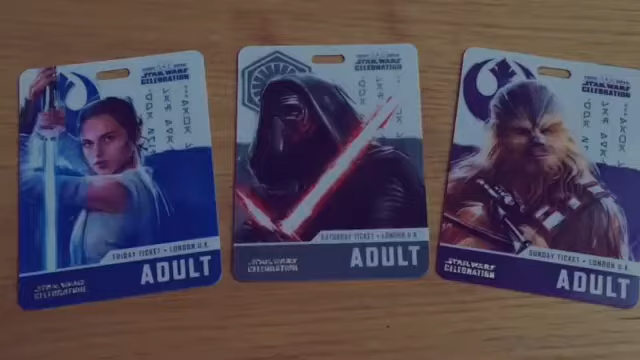 STAR WARS
CELEBRATION
FRIDAY TICKET • LONDON U.K.
ADULT
STAR WARS
CELEBRATION
STAR WARS
CELEBRATION
SATURDAY TICKET • LONDON U.K.
ADULT
STAR WARS
CELEBRATION
STAR WARS
CELEBRATION
SUNDAY TICKET • LONDON U.K.
ADULT
STAR WARS
CELEBRATION